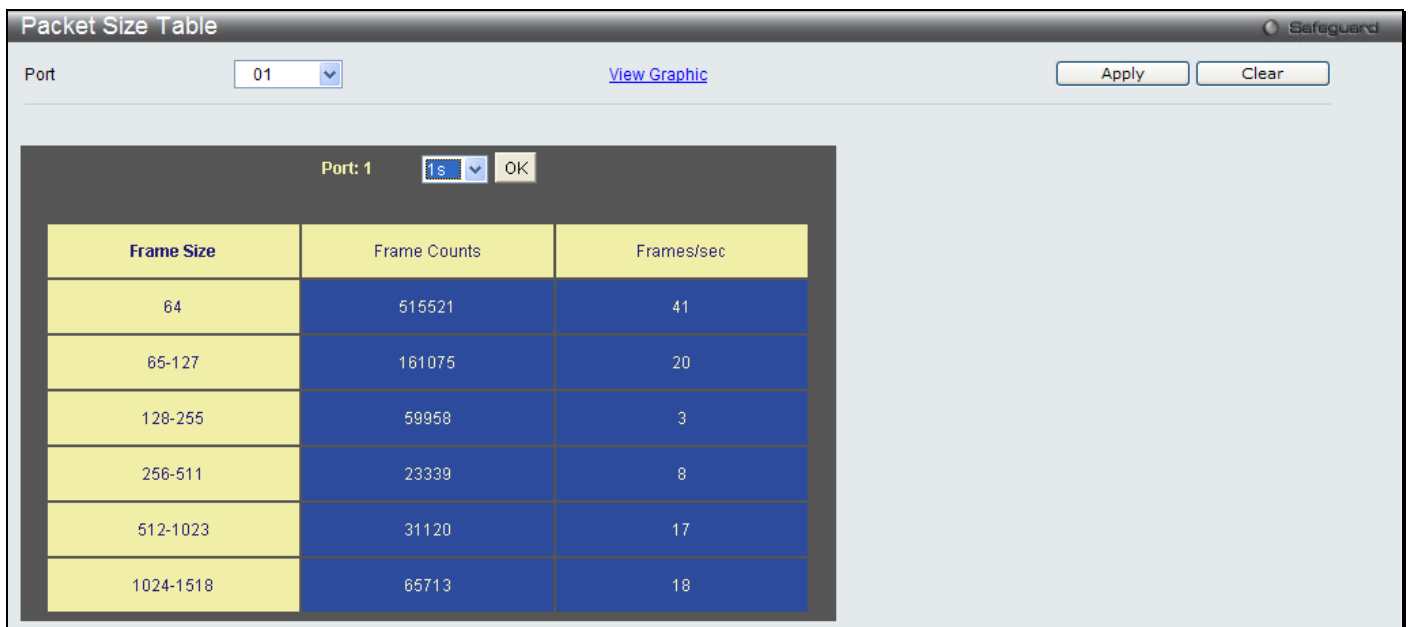 Packet Size Table
Safeguard
Port 01 View Graphic Apply Clear
Port: 1 1s OK
Frame Size Frame Counts Frames/sec
64 515521 41
65-127 161075 20
128-255 59958 3
256-511 23339 8
512-1023 31120 17
1024-1518 65713 18